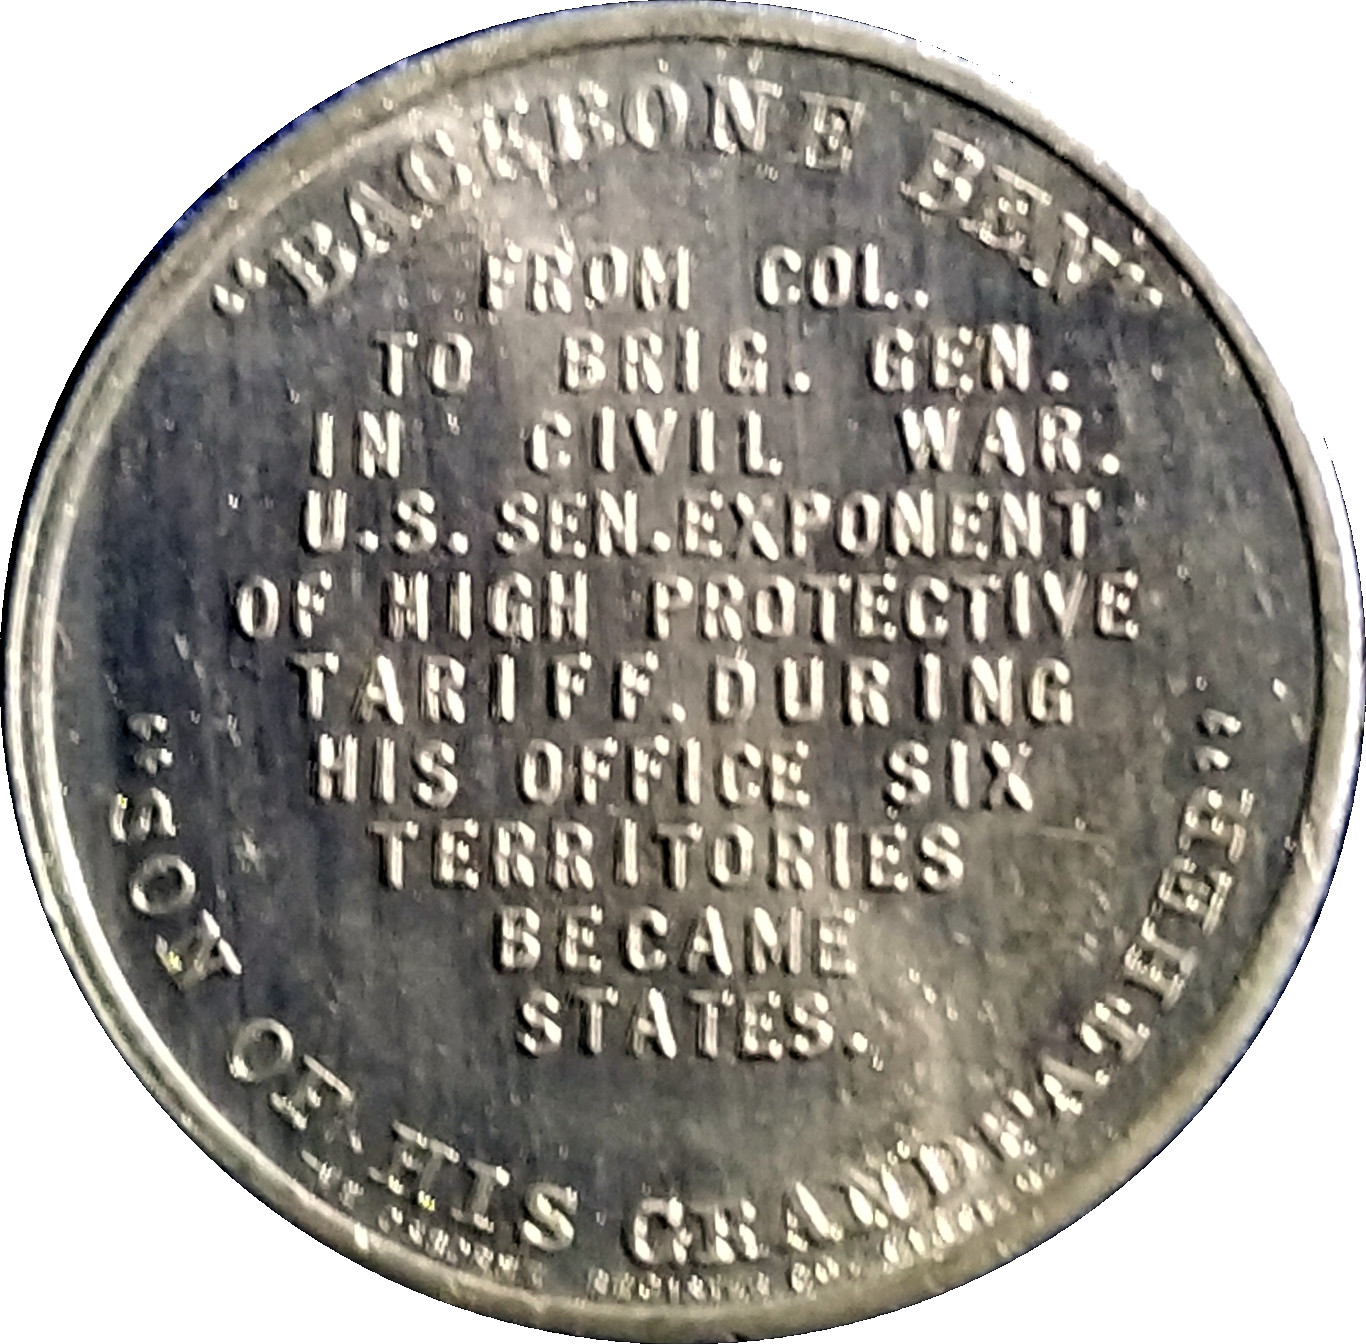 "BACKBONE BEN"
FROM COL.
TO BRIG. GEN.
IN CIVIL WAR.
U.S. SEN. EXPONENT
OF HIGH PROTECTIVE
TARIFF. DURING
HIS OFFICE SIX
TERRITORIES
BECAME
STATES.
"SON OF HIS GRANDFATHER"